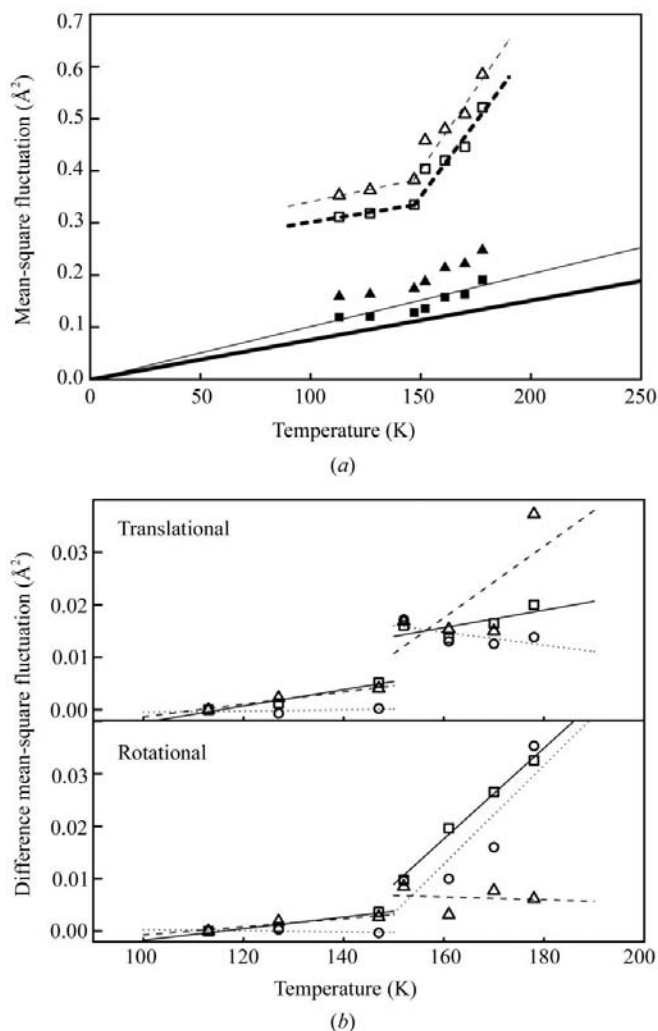 0.7
0.6
0.5
0.4
0.3
0.2
0.1
0.0
Mean-square fluctuation (Å²)
0 50 100 150 200 250
Temperature (K)
(a)
Translational
0.03
0.02
0.01
0.00
Rotational
0.03
0.02
0.01
0.00
Difference mean-square fluctuation (Å²)
100 120 140 160 180 200
Temperature (K)
(b)